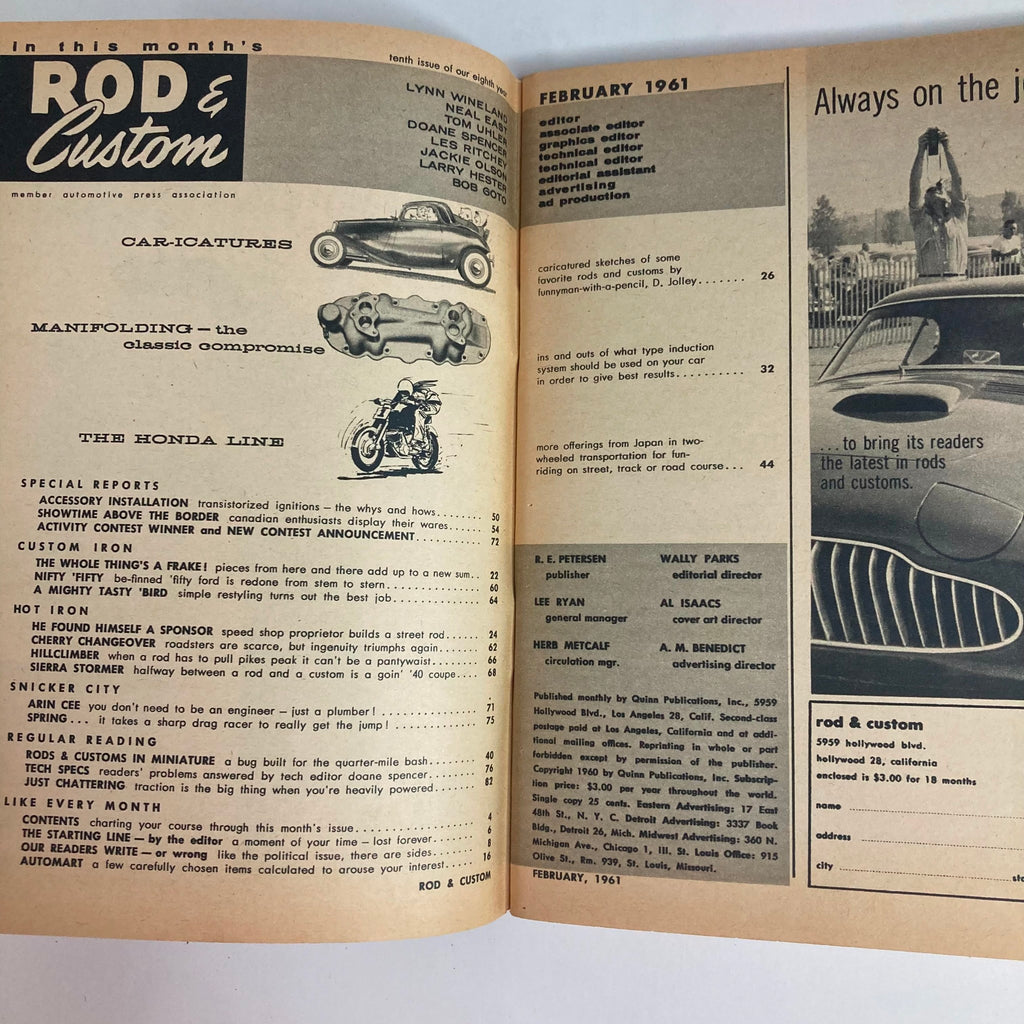 in this month's
ROD &
Custom
member automotive press association
tenth issue of our eighth year
LYNN WINELAND
NEAL EAST
TOM UHLER
DOANE SPENCER
LES RITCHEY
JACKIE OLSON
LARRY HESTER
BOB GOTO
CAR-ICATURES
MANIFOLDING — the
classic compromise
THE HONDA LINE
SPECIAL REPORTS
ACCESSORY INSTALLATION transistorized ignitions — the whys and hows........ 50
SHOWTIME ABOVE THE BORDER canadian enthusiasts display their wares..... 54
ACTIVITY CONTEST WINNER and NEW CONTEST ANNOUNCEMENT.......... 72
CUSTOM IRON
THE WHOLE THING'S A FRAKE! pieces from here and there add up to a new sum.. 22
NIFTY 'FIFTY be-finned 'fifty ford is redone from stem to stern............ 60
A MIGHTY TASTY 'BIRD simple restyling turns out the best job............. 64
HOT IRON
HE FOUND HIMSELF A SPONSOR speed shop proprietor builds a street rod...... 24
CHERRY CHANGEOVER roadsters are scarce, but ingenuity triumphs again...... 62
HILLCLIMBER when a rod has to pull pikes peak it can't be a pantywaist.... 66
SIERRA STORMER halfway between a rod and a custom is a goin' '40 coupe.... 68
SNICKER CITY
ARIN CEE you don't need to be an engineer — just a plumber! ............ 71
SPRING... it takes a sharp drag racer to really get the jump! ............ 75
REGULAR READING
RODS & CUSTOMS IN MINIATURE a bug built for the quarter-mile bash...... 40
TECH SPECS readers' problems answered by tech editor doane spencer........ 76
JUST CHATTERING traction is the big thing when you're heavily powered..... 82
LIKE EVERY MONTH
CONTENTS charting your course through this month's issue................. 4
THE STARTING LINE — by the editor a moment of your time — lost forever...... 6
OUR READERS WRITE — or wrong like the political issue, there are sides....... 8
AUTOMART a few carefully chosen items calculated to arouse your interest..... 16
ROD & CUSTOM
FEBRUARY 1961
editor
associate editor
graphics editor
technical editor
technical editor
editorial assistant
advertising
ad production
caricatured sketches of some
favorite rods and customs by
funnyman-with-a-pencil, D. Jolley....... 26
ins and outs of what type induction
system should be used on your car
in order to give best results.......... 32
more offerings from Japan in two-
wheeled transportation for fun-
riding on street, track or road course... 44
R. E. PETERSEN
publisher
WALLY PARKS
editorial director
LEE RYAN
general manager
AL ISAACS
cover art director
HERB METCALF
circulation mgr.
A. M. BENEDICT
advertising director
Published monthly by Quinn Publications, Inc., 5959
Hollywood Blvd., Los Angeles 28, Calif. Second-class
postage paid at Los Angeles, California and at addi-
tional mailing offices. Reprinting in whole or part
forbidden except by permission of the publisher.
Copyright 1960 by Quinn Publications, Inc. Subscrip-
tion price: $3.00 per year throughout the world.
Single copy 25 cents. Eastern Advertising: 17 East
48th St., N. Y. C. Detroit Advertising: 3337 Book
Bldg., Detroit 26, Mich. Midwest Advertising: 360 N.
Michigan Ave., Chicago 1, Ill. St. Louis Office: 915
Olive St., Rm. 939, St. Louis, Missouri.
FEBRUARY, 1961
Always on the j
...to bring its readers
the latest in rods
and customs.
rod & custom
5959 hollywood blvd.
hollywood 28, california
enclosed is $3.00 for 18 months
name
address
city